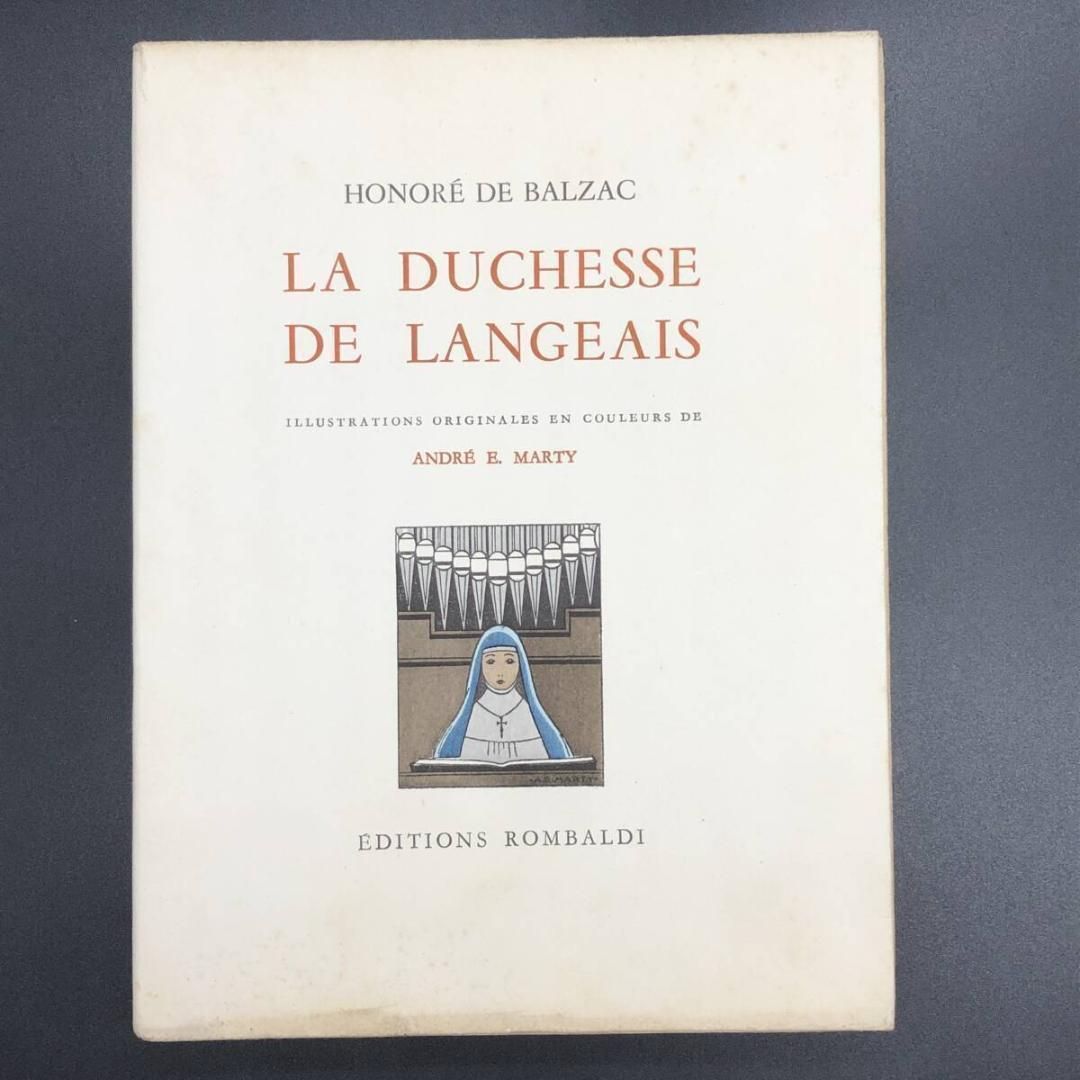 HONORÉ DE BALZAC
LA DUCHESSE
DE LANGEAIS
ILLUSTRATIONS ORIGINALES EN COULEURS DE
ANDRÉ E. MARTY
A.E.MARTY
ÉDITIONS ROMBALDI